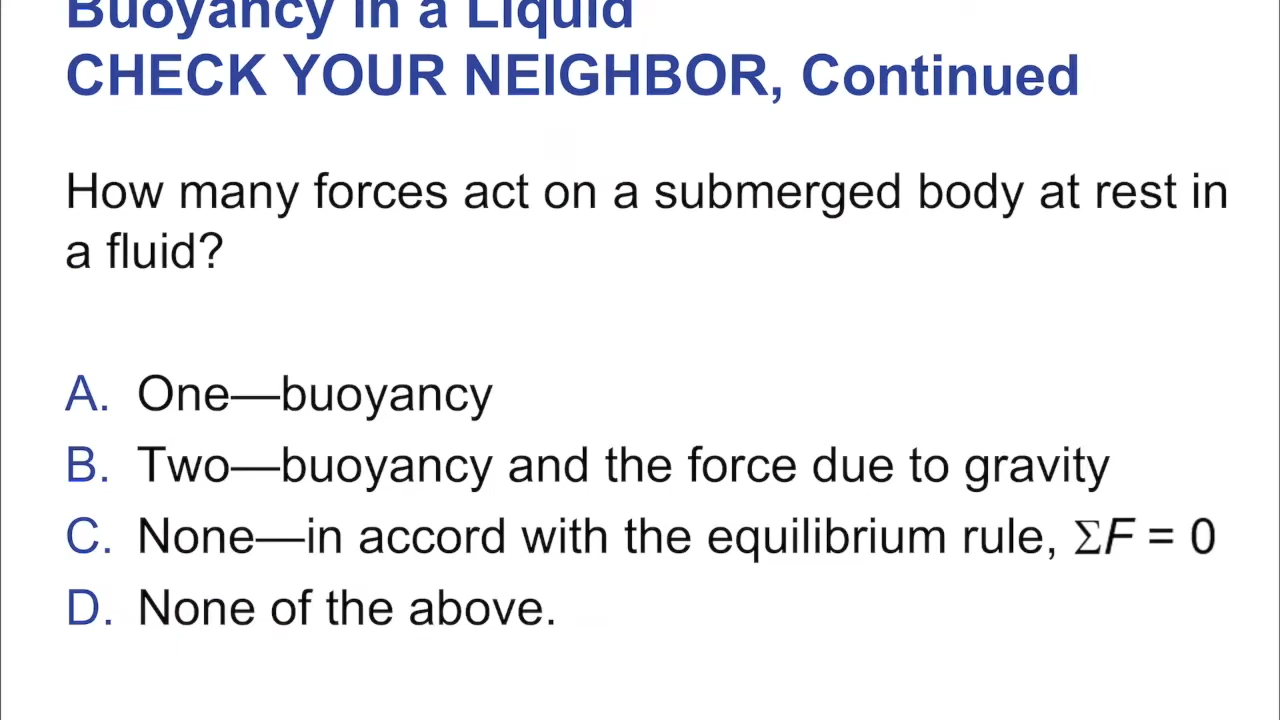 Buoyancy in a Liquid
CHECK YOUR NEIGHBOR, Continued
How many forces act on a submerged body at rest in
a fluid?
A. One—buoyancy
B. Two—buoyancy and the force due to gravity
C. None—in accord with the equilibrium rule, ΣF = 0
D. None of the above.